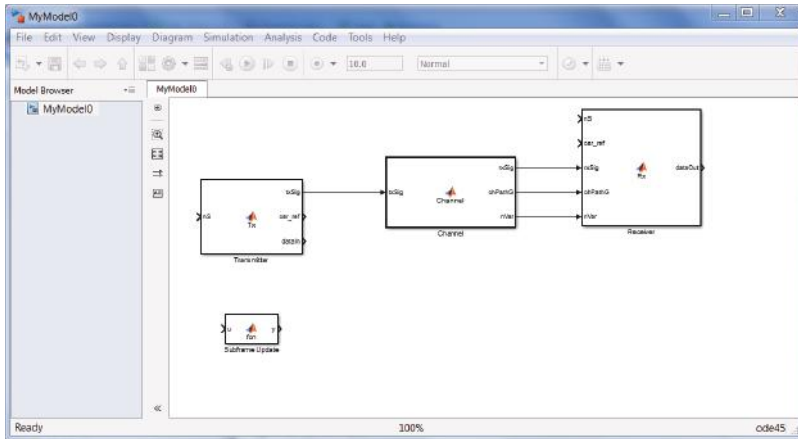 MyModel0
File Edit View Display Diagram Simulation Analysis Code Tools Help
10.0 Normal
Model Browser
MyModel0
MyModel0
nS
Tx
txSig
csr_ref
dataIn
Transmitter
txSig
Channel
rxSig
chPathG
nVar
Channel
nS
csr_ref
rxSig
chPathG
nVar
Rx
dataOut
Receiver
u
fcn
y
Subframe Update
Ready 100% ode45